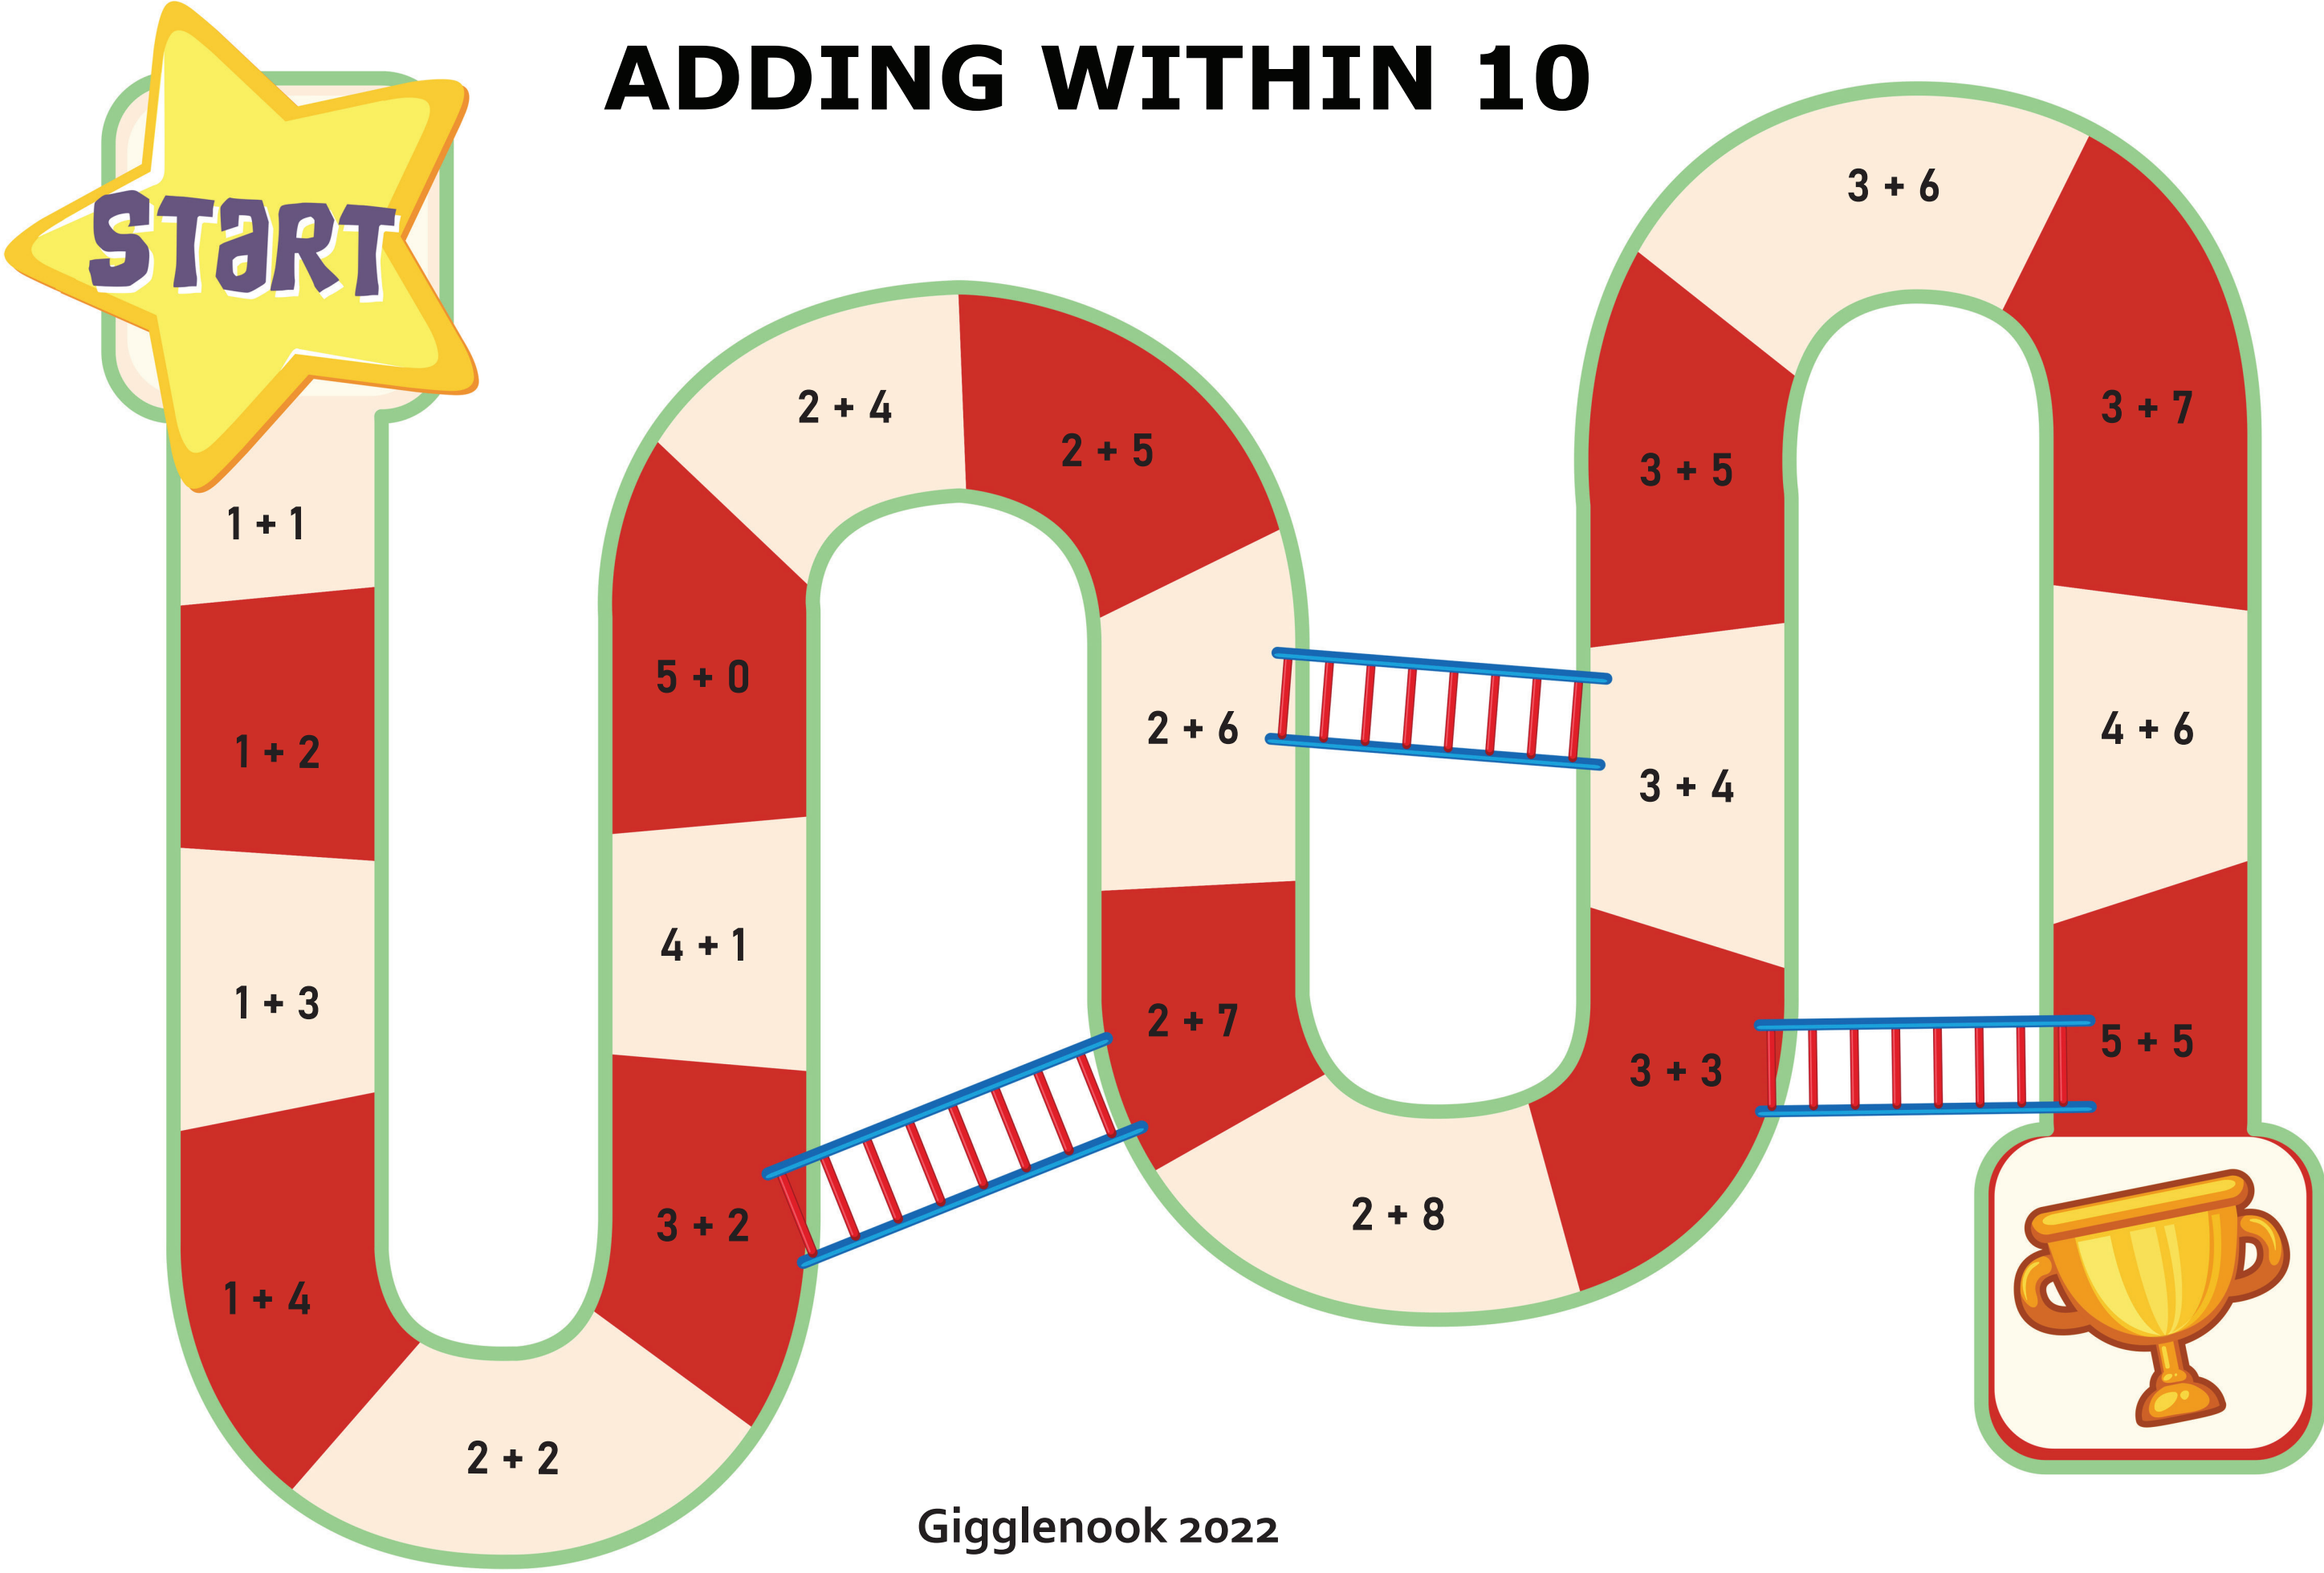 ADDING WITHIN 10
START
1 + 1
1 + 2
1 + 3
1 + 4
2 + 2
3 + 2
4 + 1
5 + 0
2 + 4
2 + 5
2 + 6
2 + 7
2 + 8
3 + 3
3 + 4
3 + 5
3 + 6
3 + 7
4 + 6
5 + 5
Gigglenook 2022